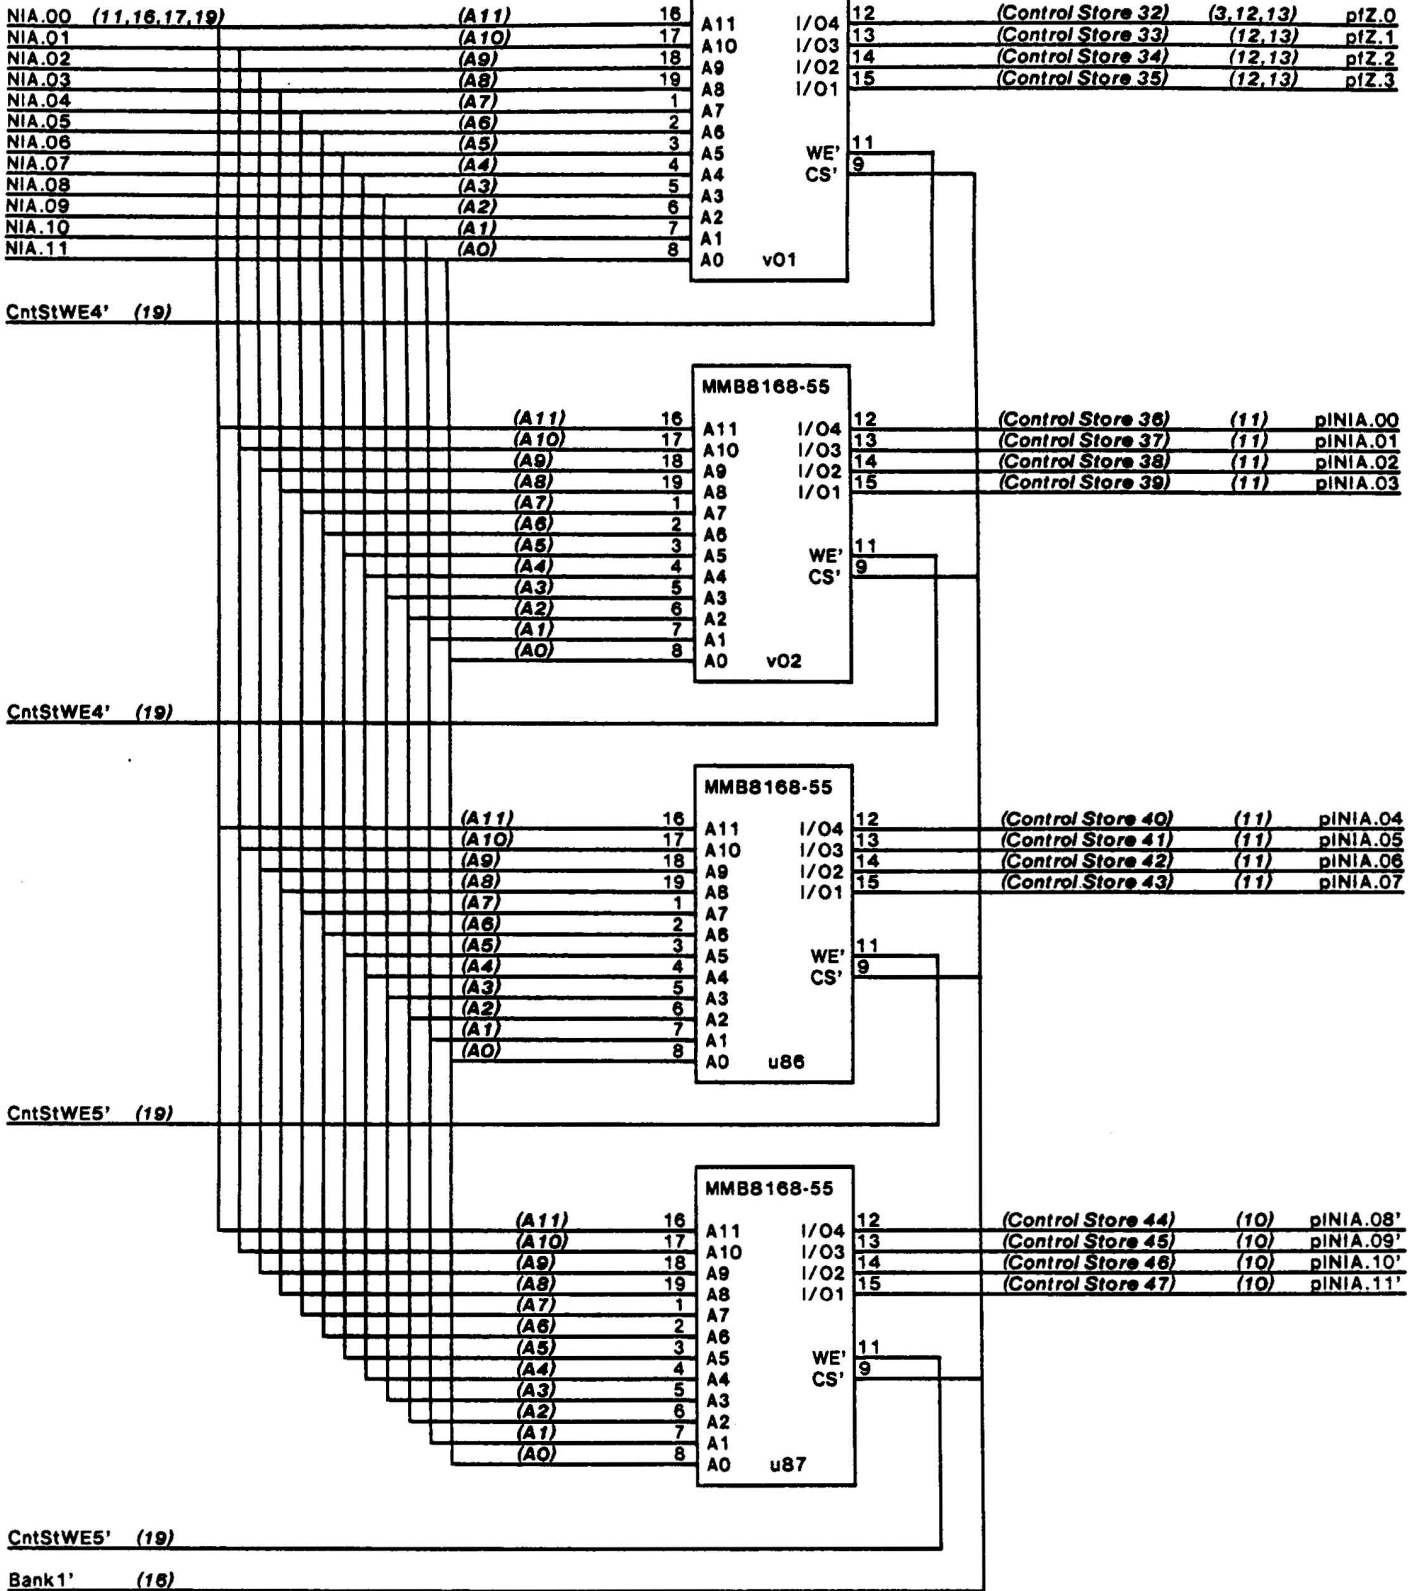 NIA.00 (11,16,17,19) (A11) 16 A11 I/O4 12 (Control Store 32) (3,12,13) pfZ.0
NIA.01 (A10) 17 A10 I/O3 13 (Control Store 33) (12,13) pfZ.1
NIA.02 (A9) 18 A9 I/O2 14 (Control Store 34) (12,13) pfZ.2
NIA.03 (A8) 19 A8 I/O1 15 (Control Store 35) (12,13) pfZ.3
NIA.04 (A7) 1 A7
NIA.05 (A6) 2 A6
NIA.06 (A5) 3 A5 WE' 11
NIA.07 (A4) 4 A4 CS' 9
NIA.08 (A3) 5 A3
NIA.09 (A2) 6 A2
NIA.10 (A1) 7 A1
NIA.11 (A0) 8 A0 v01
CntStWE4' (19)
MMB8168-55
(A11) 16 A11 I/O4 12 (Control Store 36) (11) pINIA.00
(A10) 17 A10 I/O3 13 (Control Store 37) (11) pINIA.01
(A9) 18 A9 I/O2 14 (Control Store 38) (11) pINIA.02
(A8) 19 A8 I/O1 15 (Control Store 39) (11) pINIA.03
(A7) 1 A7
(A6) 2 A6
(A5) 3 A5 WE' 11
(A4) 4 A4 CS' 9
(A3) 5 A3
(A2) 6 A2
(A1) 7 A1
(A0) 8 A0 v02
CntStWE4' (19)
MMB8168-55
(A11) 16 A11 I/O4 12 (Control Store 40) (11) pINIA.04
(A10) 17 A10 I/O3 13 (Control Store 41) (11) pINIA.05
(A9) 18 A9 I/O2 14 (Control Store 42) (11) pINIA.06
(A8) 19 A8 I/O1 15 (Control Store 43) (11) pINIA.07
(A7) 1 A7
(A6) 2 A6
(A5) 3 A5 WE' 11
(A4) 4 A4 CS' 9
(A3) 5 A3
(A2) 6 A2
(A1) 7 A1
(A0) 8 A0 u86
CntStWE5' (19)
MMB8168-55
(A11) 16 A11 I/O4 12 (Control Store 44) (10) pINIA.08'
(A10) 17 A10 I/O3 13 (Control Store 45) (10) pINIA.09'
(A9) 18 A9 I/O2 14 (Control Store 46) (10) pINIA.10'
(A8) 19 A8 I/O1 15 (Control Store 47) (10) pINIA.11'
(A7) 1 A7
(A6) 2 A6
(A5) 3 A5 WE' 11
(A4) 4 A4 CS' 9
(A3) 5 A3
(A2) 6 A2
(A1) 7 A1
(A0) 8 A0 u87
CntStWE5' (19)
Bank1' (16)